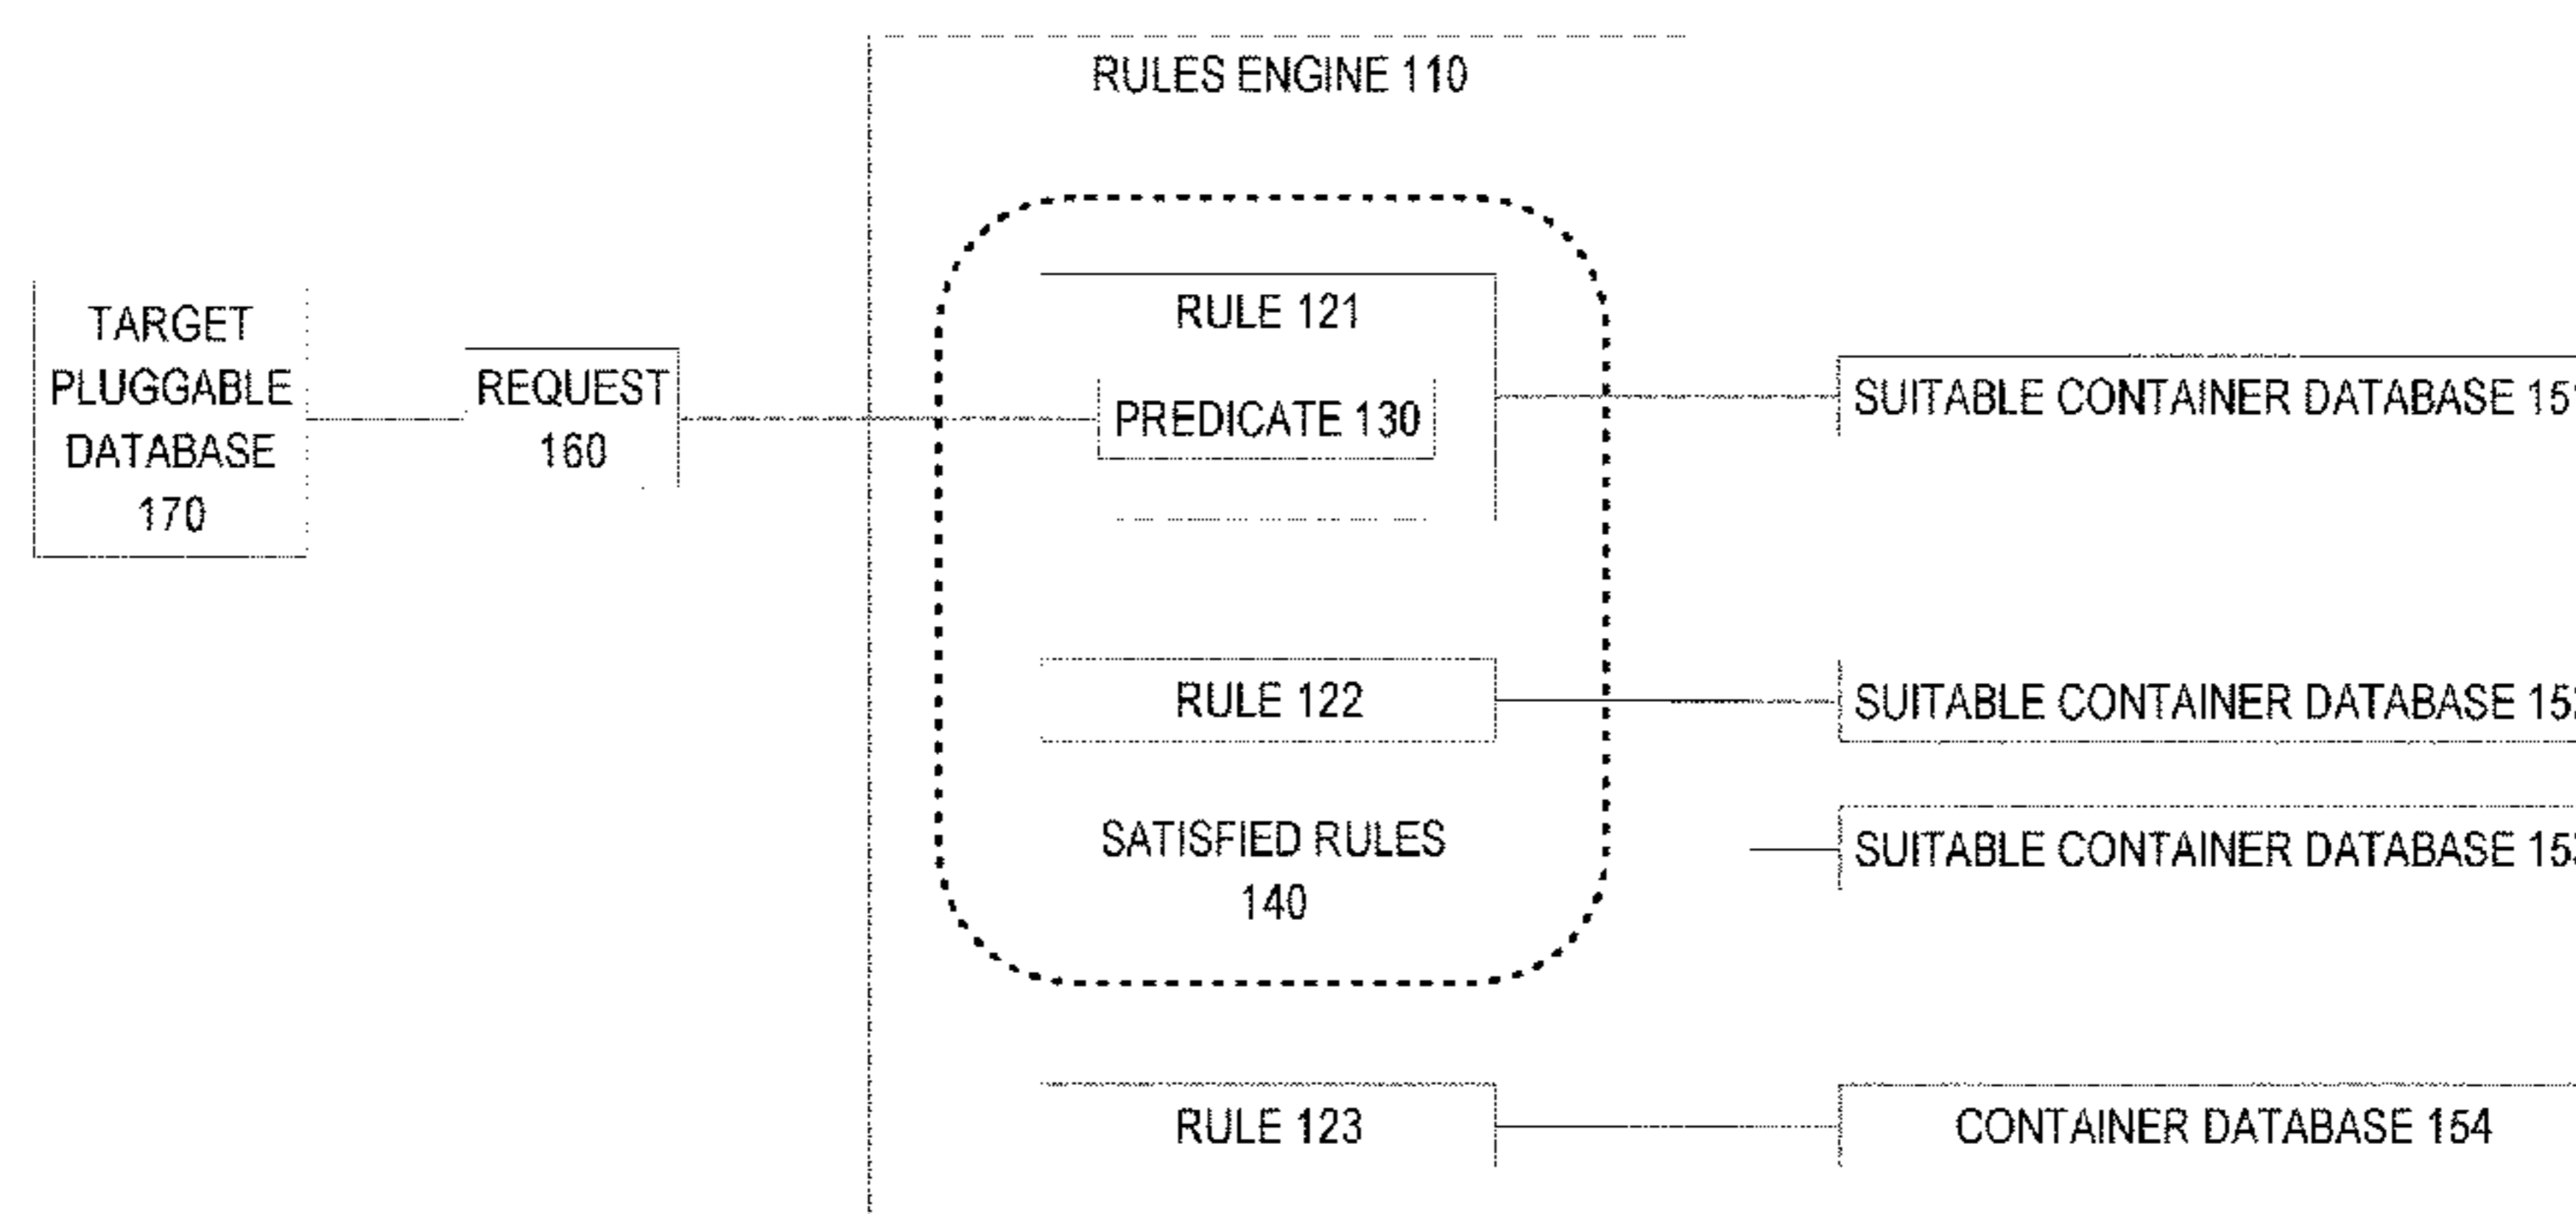 RULES ENGINE 110
TARGET
PLUGGABLE
DATABASE
170
REQUEST
160
RULE 121
PREDICATE 130
SUITABLE CONTAINER DATABASE
RULE 122
SUITABLE CONTAINER DATABASE
SATISFIED RULES
140
SUITABLE CONTAINER DATABASE
RULE 123
CONTAINER DATABASE 154